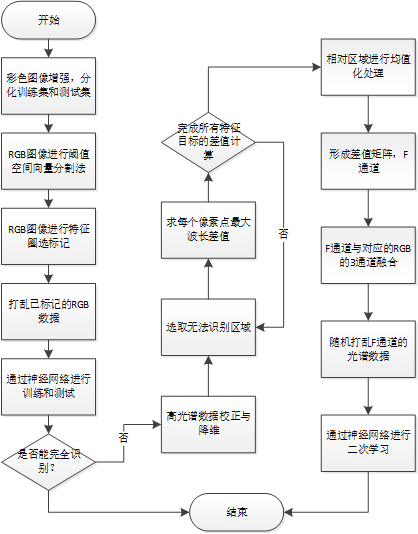 开始
彩色图像增强，分
化训练集和测试集
RGB图像进行阈值
空间向量分割法
RGB图像进行特征
圈选标记
打乱已标记的RGB
数据
通过神经网络进行
训练和测试
是否能完全识
别？
否
高光谱数据校正与
降维
选取无法识别区域
求每个像素点最大
波长差值
完成所有特征
目标的差值计
算
否
相对区域进行均值
化处理
形成差值矩阵，F
通道
F通道与对应的RGB
的3通道融合
随机打乱F通道的
光谱数据
通过神经网络进行
二次学习
结束